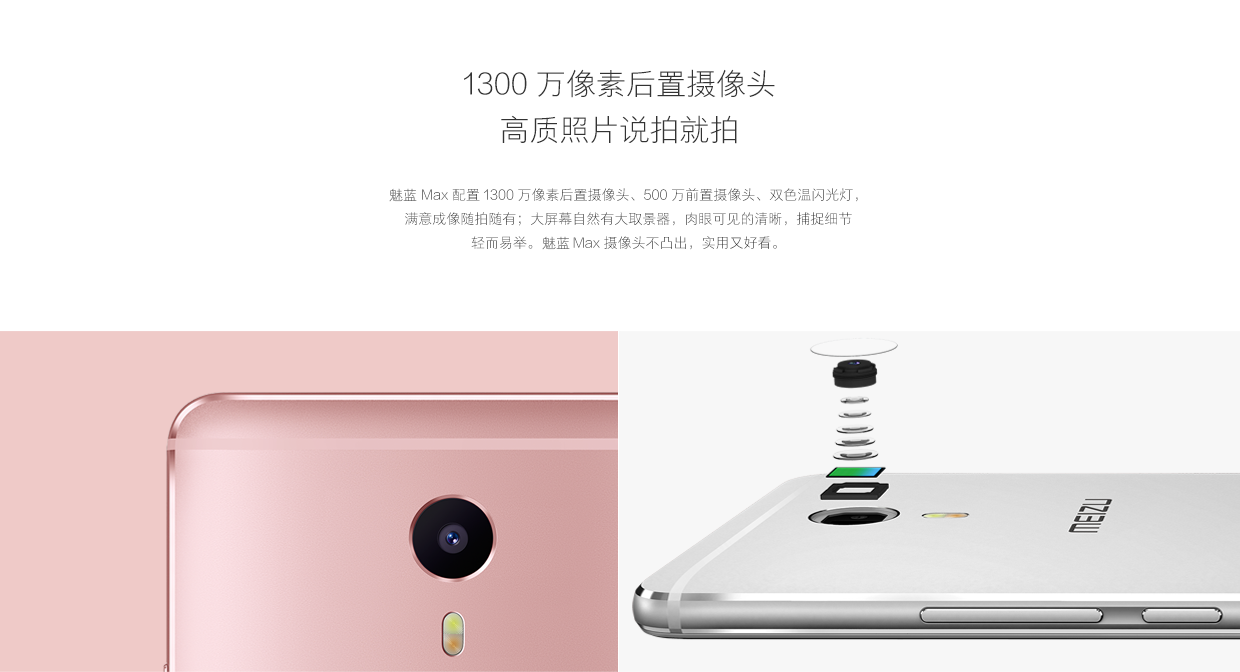 1300 万像素后置摄像头
高质照片说拍就拍
魅蓝 Max 配置 1300 万像素后置摄像头、500 万前置摄像头、双色温闪光灯，
满意成像随拍随有；大屏幕自然有大取景器，肉眼可见的清晰，捕捉细节
轻而易举。魅蓝 Max 摄像头不凸出，实用又好看。
MEIZU